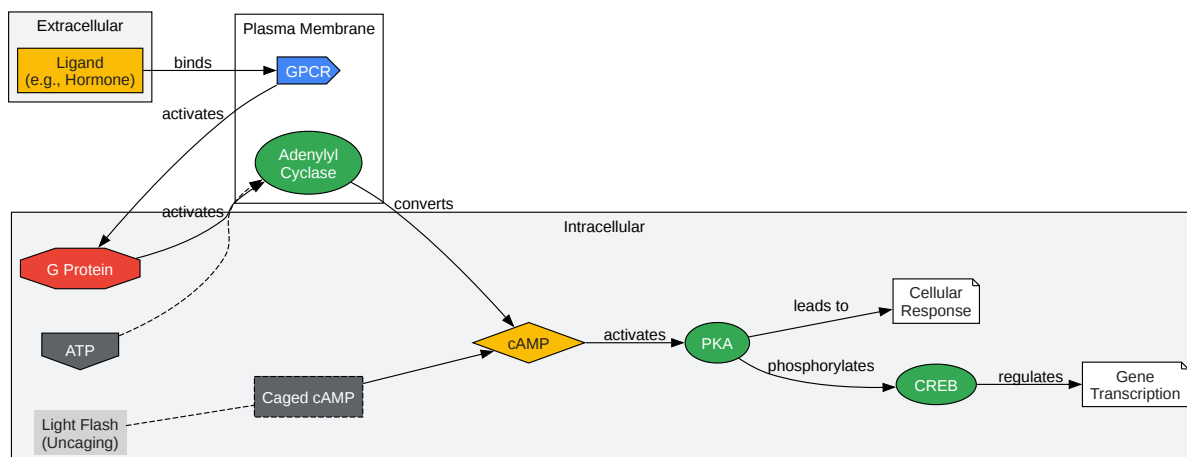 Extracellular
Ligand
(e.g., Hormone)
binds
Plasma Membrane
GPCR
activates
Adenylyl
Cyclase
activates
converts
Intracellular
G Protein
ATP
cAMP
activates
PKA
leads to
Cellular
Response
phosphorylates
CREB
regulates
Gene
Transcription
Caged cAMP
Light Flash
(Uncaging)